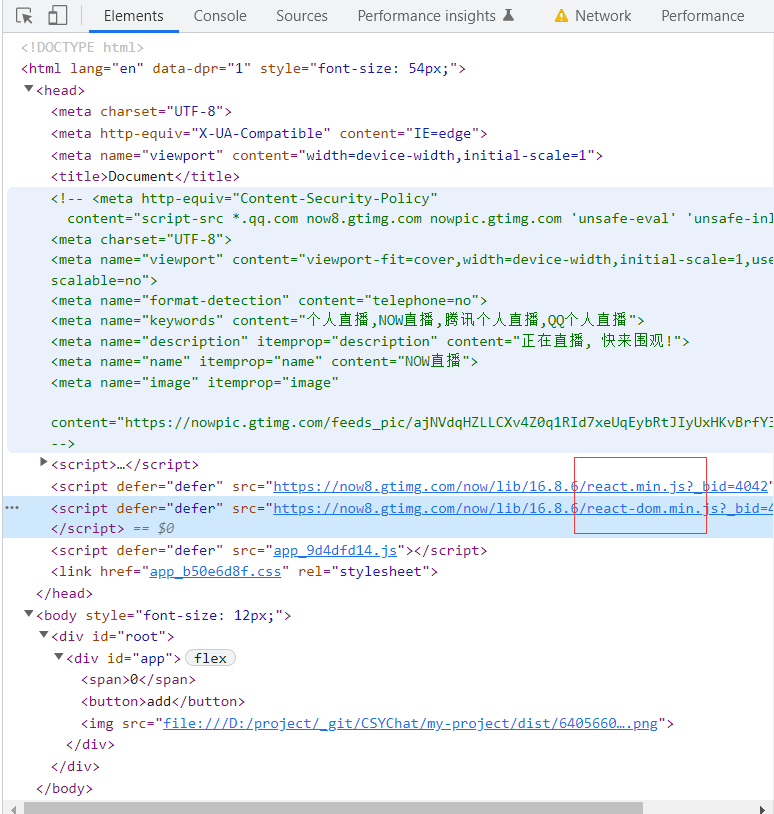 Elements Console Sources Performance insights Network Performance
<!DOCTYPE html>
<html lang="en" data-dpr="1" style="font-size: 54px;">
<head>
<meta charset="UTF-8">
<meta http-equiv="X-UA-Compatible" content="IE=edge">
<meta name="viewport" content="width=device-width,initial-scale=1">
<title>Document</title>
<!-- <meta http-equiv="Content-Security-Policy"
content="script-src *.qq.com now8.gtimg.com nowpic.gtimg.com 'unsafe-eval' 'unsafe-inl
<meta charset="UTF-8">
<meta name="viewport" content="viewport-fit=cover,width=device-width,initial-scale=1,use
scalable=no">
<meta name="format-detection" content="telephone=no">
<meta name="keywords" content="个人直播,NOW直播,腾讯个人直播,QQ个人直播">
<meta name="description" itemprop="description" content="正在直播, 快来围观!">
<meta name="name" itemprop="name" content="NOW直播">
<meta name="image" itemprop="image"
content="https://nowpic.gtimg.com/feeds_pic/ajNVdqHZLLCXv4Z0q1RId7xeUqEybRtJIyUxHKvBrfY3
-->
<script>…</script>
<script defer="defer" src="https://now8.gtimg.com/now/lib/16.8.6/react.min.js?_bid=4042"
<script defer="defer" src="https://now8.gtimg.com/now/lib/16.8.6/react-dom.min.js?_bid=4
</script> == $0
<script defer="defer" src="app_9d4dfd14.js"></script>
<link href="app_b50e6d8f.css" rel="stylesheet">
</head>
<body style="font-size: 12px;">
<div id="root">
<div id="app"> flex
<span>0</span>
<button>add</button>
<img src="file:///D:/project/_git/CSYChat/my-project/dist/6405660….png">
</div>
</div>
</body>